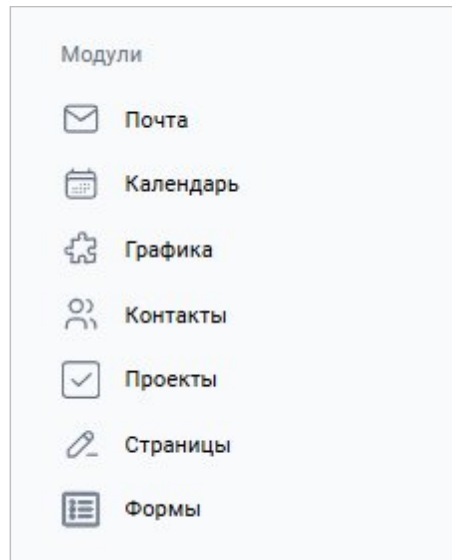 Модули
Почта
Календарь
Графика
Контакты
Проекты
Страницы
Формы